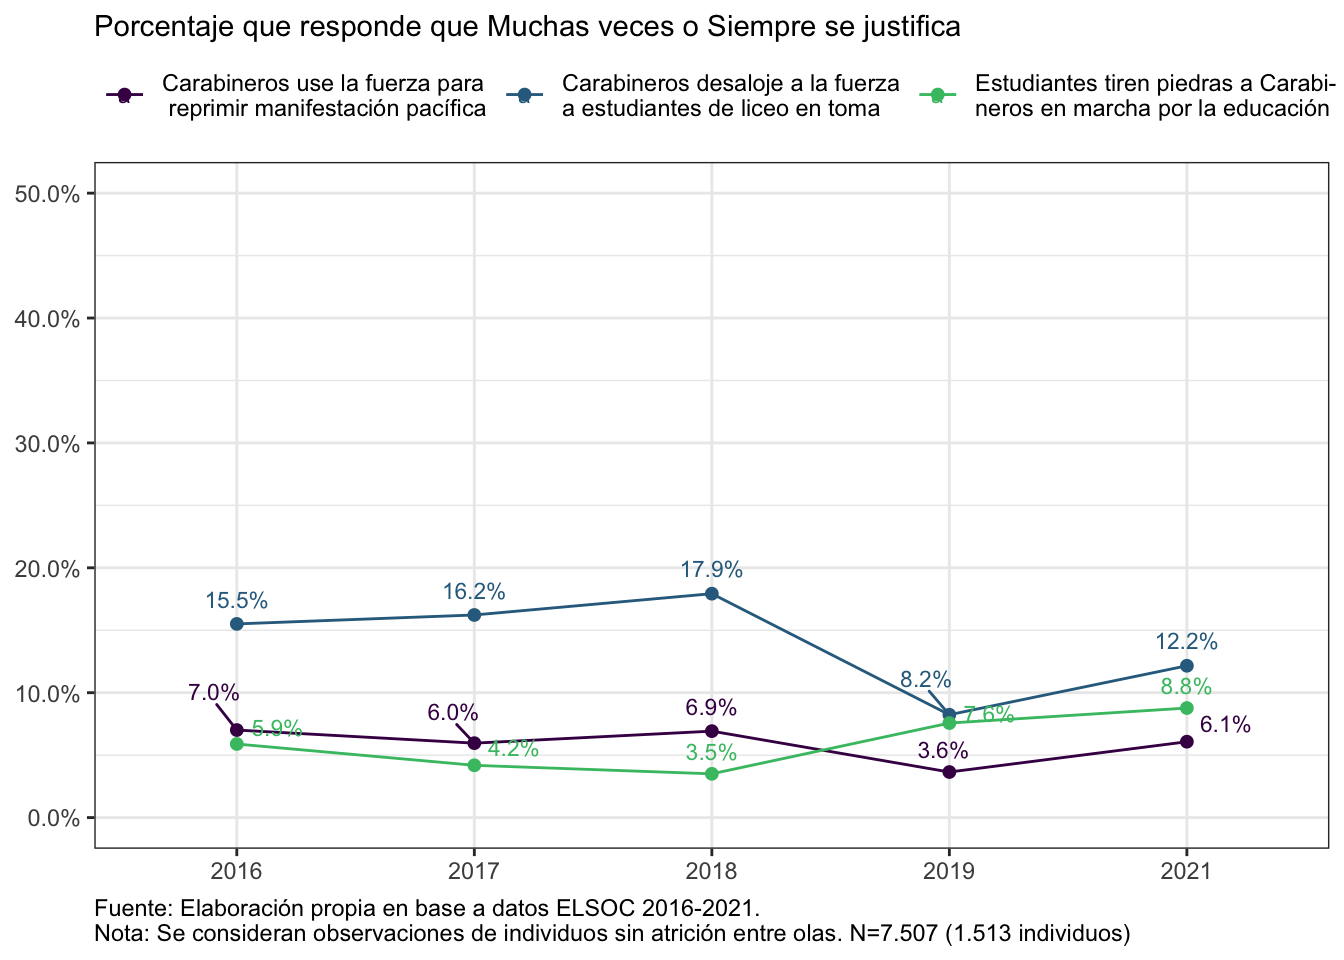 Porcentaje que responde que Muchas veces o Siempre se justifica
Carabineros use la fuerza para
reprimir manifestación pacífica
Carabineros desaloje a la fuerza
a estudiantes de liceo en toma
Estudiantes tiren piedras a Carabi-
neros en marcha por la educación
50.0%
40.0%
30.0%
20.0%
10.0%
0.0%
15.5%
16.2%
17.9%
8.2%
12.2%
7.0%
6.0%
6.9%
3.6%
6.1%
5.9%
4.2%
3.5%
7.6%
8.8%
2016
2017
2018
2019
2021
Fuente: Elaboración propia en base a datos ELSOC 2016-2021.
Nota: Se consideran observaciones de individuos sin atrición entre olas. N=7.507 (1.513 individuos)